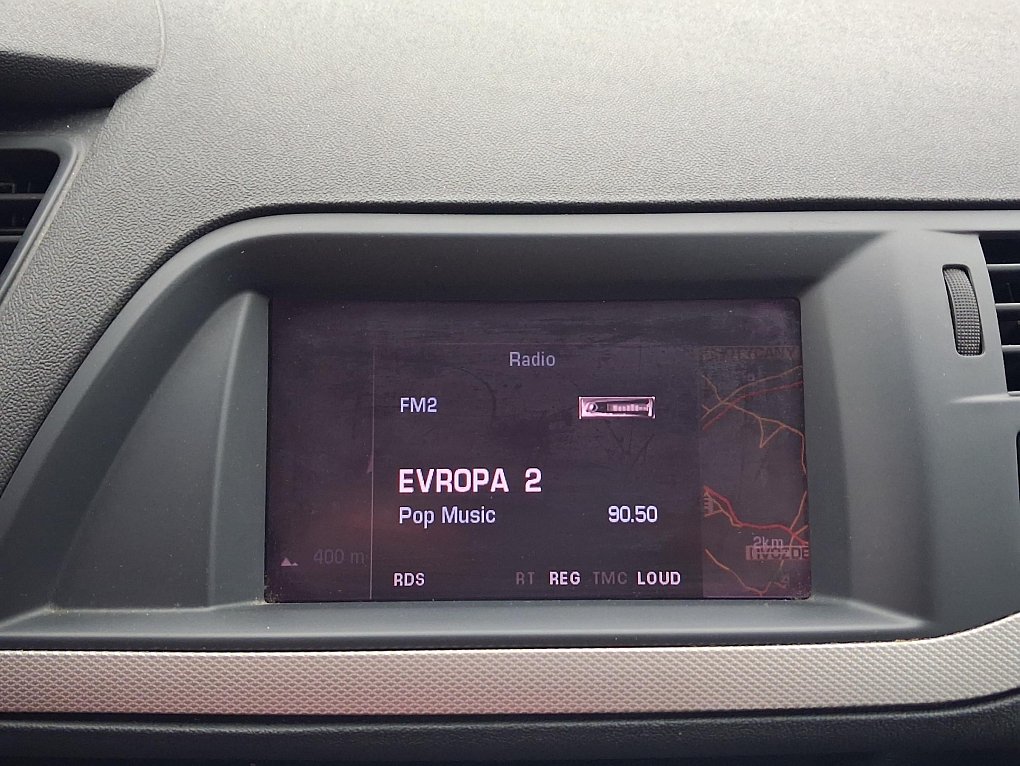 Radio
FM2
EVROPA 2
Pop Music 90.50
400 m
2km
RDS RT REG TMC LOUD